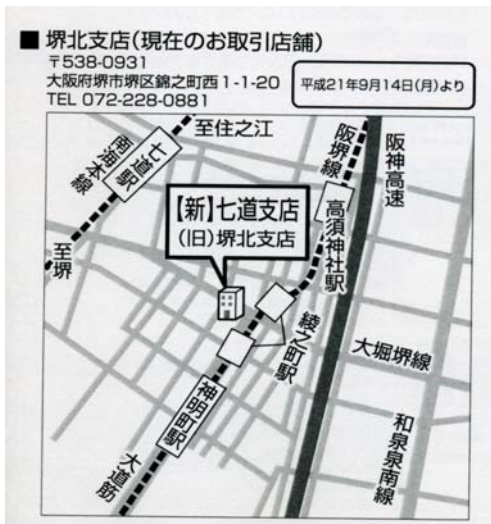 ■ 堺北支店(現在のお取引店舗)
〒538-0931
大阪府堺市堺区錦之町西1-1-20
TEL 072-228-0881
平成21年9月14日(月)より
至住之江
七道駅
南海本線
至堺
【新】七道支店
(旧)堺北支店
阪堺線
高須神社駅
阪神高速
綾之町駅
大堀堺線
神明町駅
大道筋
和泉泉南線